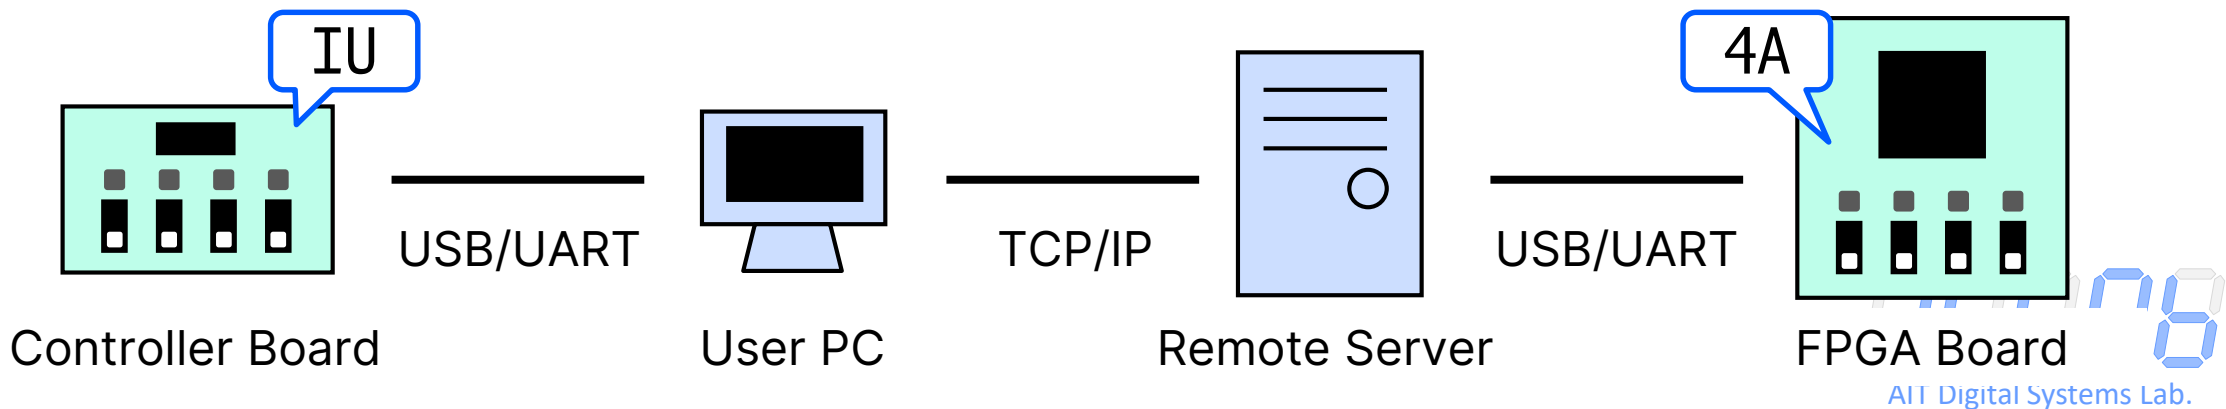 IU
4A
USB/UART
TCP/IP
USB/UART
Controller Board
User PC
Remote Server
FPGA Board
AIT Digital Systems Lab.